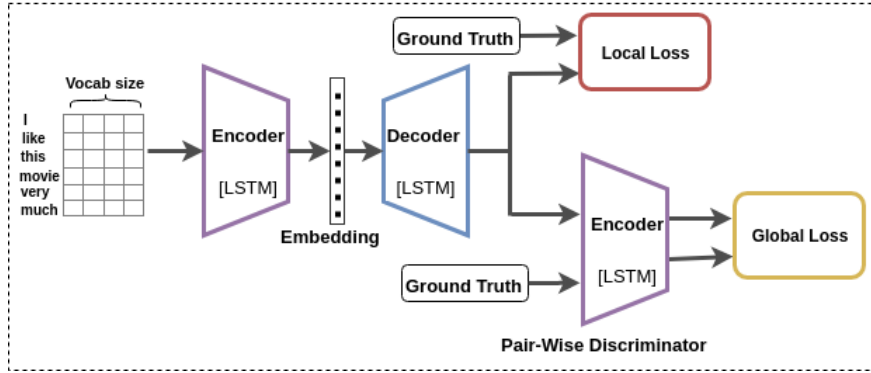 Vocab size
I
like
this
movie
very
much
Encoder
[LSTM]
Embedding
Decoder
[LSTM]
Ground Truth
Local Loss
Ground Truth
Encoder
[LSTM]
Global Loss
Pair-Wise Discriminator